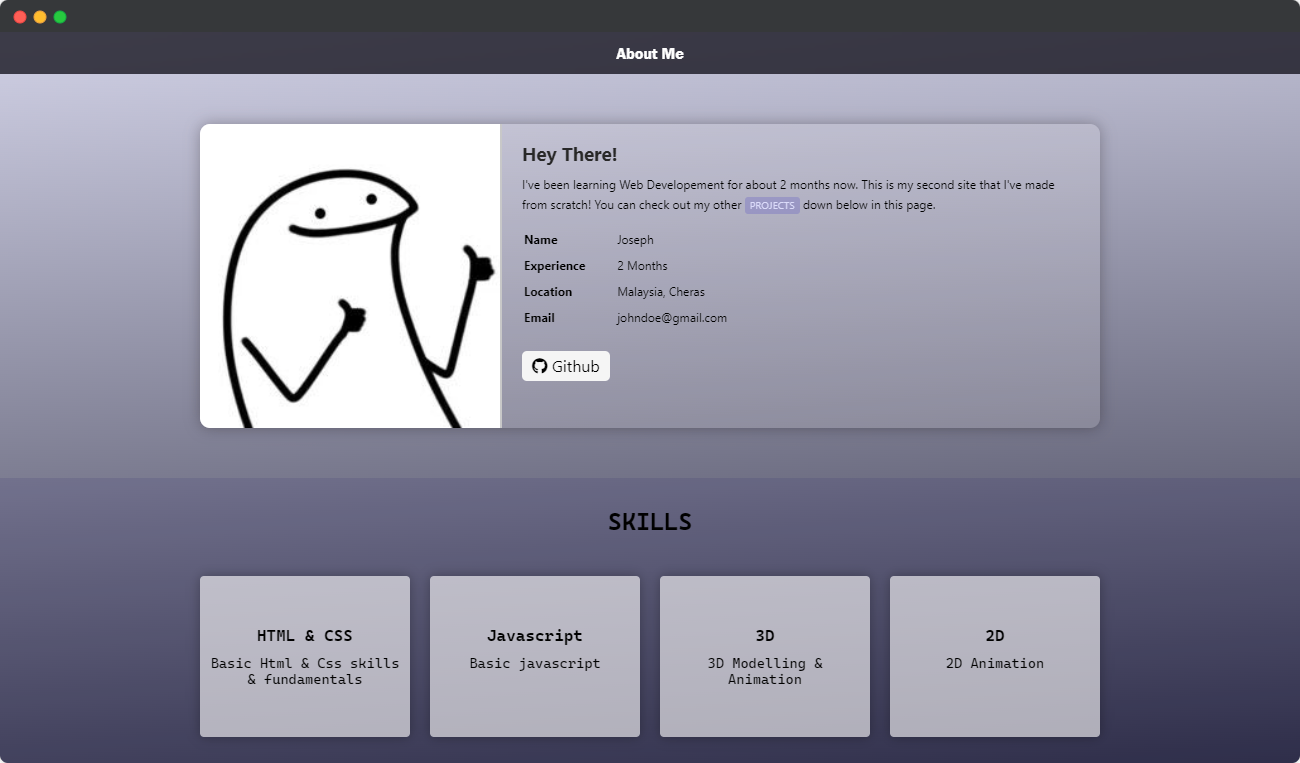 About Me
Hey There!
I've been learning Web Developement for about 2 months now. This is my second site that I've made
from scratch! You can check out my other PROJECTS down below in this page.
Name Joseph
Experience 2 Months
Location Malaysia, Cheras
Email johndoe@gmail.com
Github
SKILLS
HTML & CSS
Basic Html & Css skills
& fundamentals
Javascript
Basic javascript
3D
3D Modelling &
Animation
2D
2D Animation